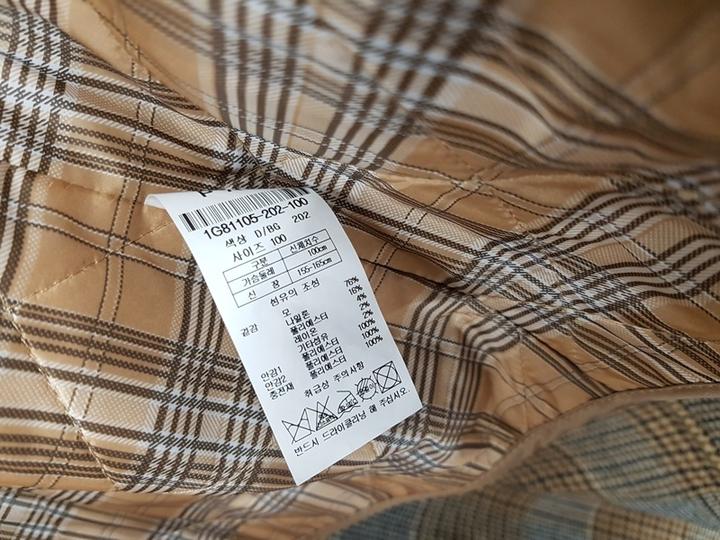 1G81105-202-100
색상 D/BG 202
사이즈 100
구분 신체치수
가슴둘레 100cm
신 장 155-165cm
섬유의 조성
겉감 모 76%
나일론 16%
폴리에스터 4%
레이온 2%
기타섬유 2%
안감1 폴리에스터 100%
안감2 폴리에스터 100%
충전재 폴리에스터 100%
취급상 주의사항
반드시 드라이클리닝 해 주십시오.